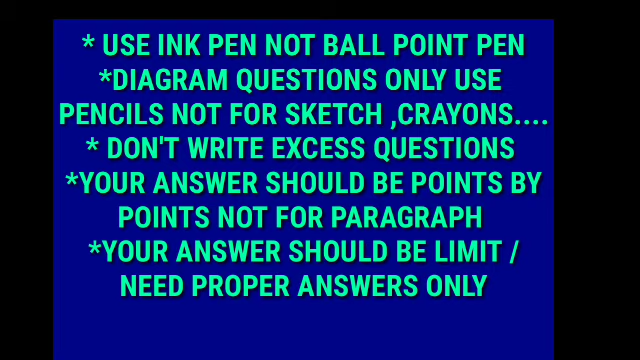 * USE INK PEN NOT BALL POINT PEN
*DIAGRAM QUESTIONS ONLY USE
PENCILS NOT FOR SKETCH ,CRAYONS....
* DON'T WRITE EXCESS QUESTIONS
*YOUR ANSWER SHOULD BE POINTS BY
POINTS NOT FOR PARAGRAPH
*YOUR ANSWER SHOULD BE LIMIT /
NEED PROPER ANSWERS ONLY